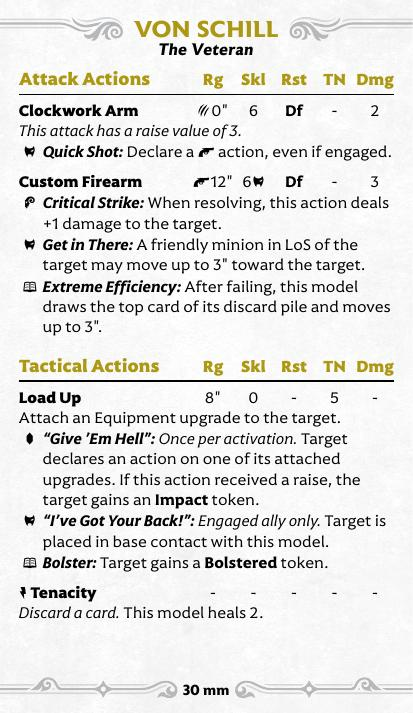 VON SCHILL
The Veteran
Attack Actions Rg Skl Rst TN Dmg
Clockwork Arm 0" 6 Df - 2
This attack has a raise value of 3.
Quick Shot: Declare a action, even if engaged.
Custom Firearm 12" 6 Df - 3
Critical Strike: When resolving, this action deals
+1 damage to the target.
Get in There: A friendly minion in LoS of the
target may move up to 3" toward the target.
Extreme Efficiency: After failing, this model
draws the top card of its discard pile and moves
up to 3".
Tactical Actions Rg Skl Rst TN Dmg
Load Up 8" 0 - 5 -
Attach an Equipment upgrade to the target.
“Give ’Em Hell”: Once per activation. Target
declares an action on one of its attached
upgrades. If this action received a raise, the
target gains an Impact token.
“I’ve Got Your Back!”: Engaged ally only. Target is
placed in base contact with this model.
Bolster: Target gains a Bolstered token.
Tenacity - - - - -
Discard a card. This model heals 2.
30 mm